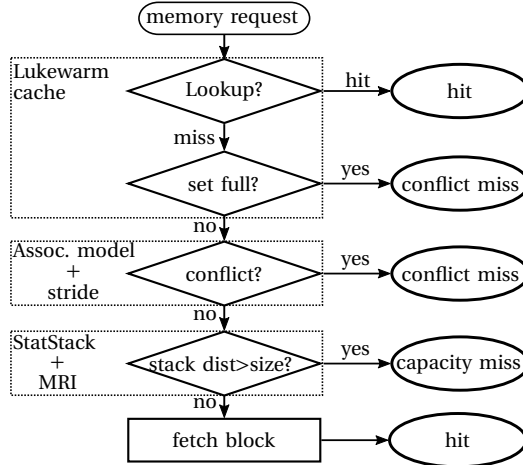 memory request
Lukewarm
cache
Lookup?
hit
hit
miss
set full?
yes
conflict miss
no
Assoc. model
+
stride
conflict?
yes
conflict miss
no
StatStack
+
MRI
stack dist>size?
yes
capacity miss
no
fetch block
hit